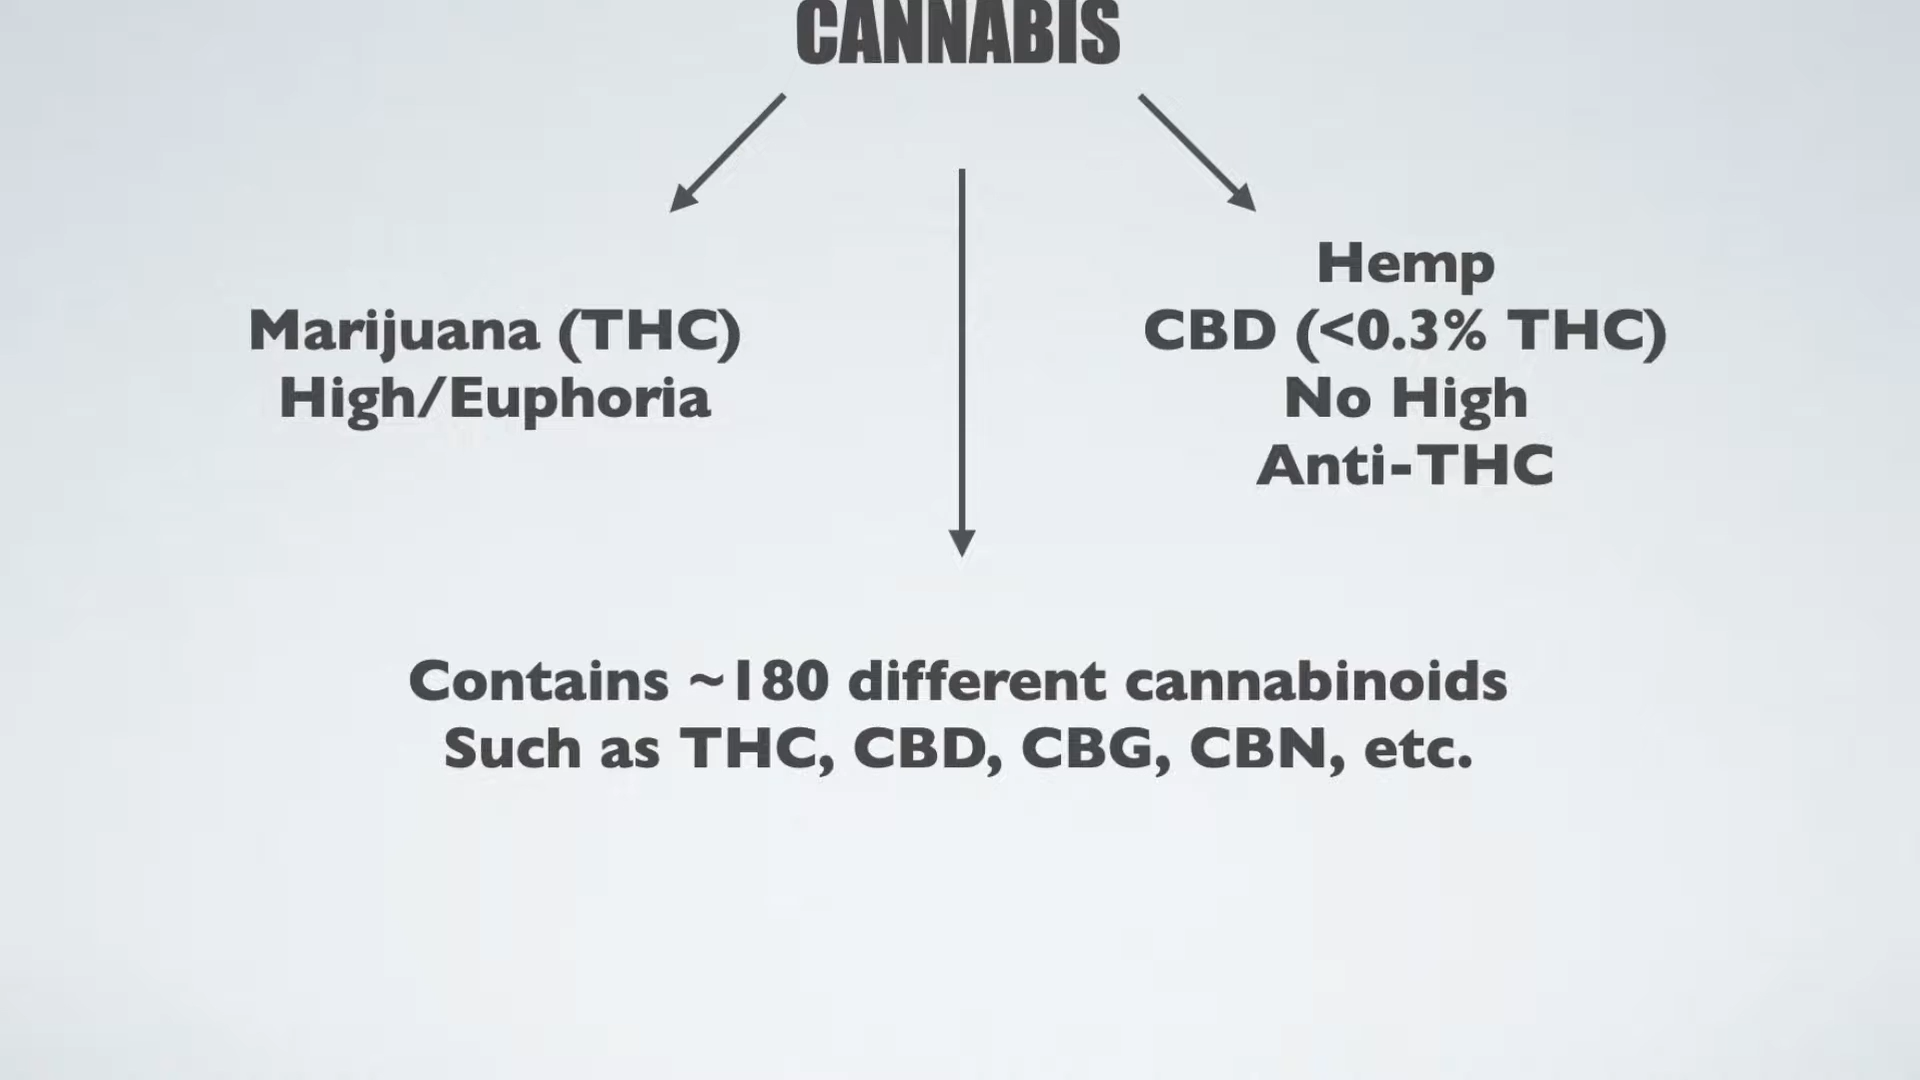 CANNABIS
Marijuana (THC)
High/Euphoria
Hemp
CBD (<0.3% THC)
No High
Anti-THC
Contains ~180 different cannabinoids
Such as THC, CBD, CBG, CBN, etc.